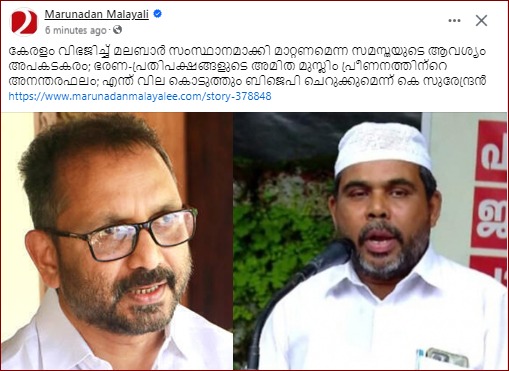 Marunadan Malayali
6 minutes ago
കേരളം വിഭജിച്ച് മലബാർ സംസ്ഥാനമാക്കി മാറ്റണമെന്ന സമസ്തയുടെ ആവശ്യം
അപകടകരം; ഭരണ-പ്രതിപക്ഷങ്ങളുടെ അമിത മുസ്ലിം പ്രീണനത്തിന്റെ
അനന്തരഫലം; എന്ത് വില കൊടുത്തും ബിജെപി ചെറുക്കുമെന്ന് കെ സുരേന്ദ്രൻ
https://www.marunadanmalayalee.com/story-378848